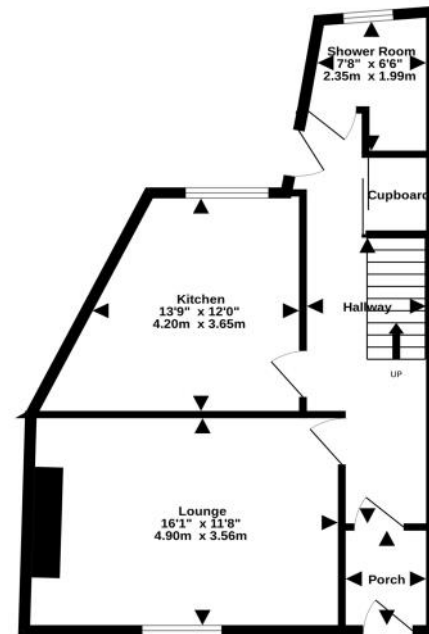 Shower Room
7'8" x 6'6"
2.35m x 1.99m
Cupboard
Kitchen
13'9" x 12'0"
4.20m x 3.65m
Hallway
UP
Lounge
16'1" x 11'8"
4.90m x 3.56m
Porch